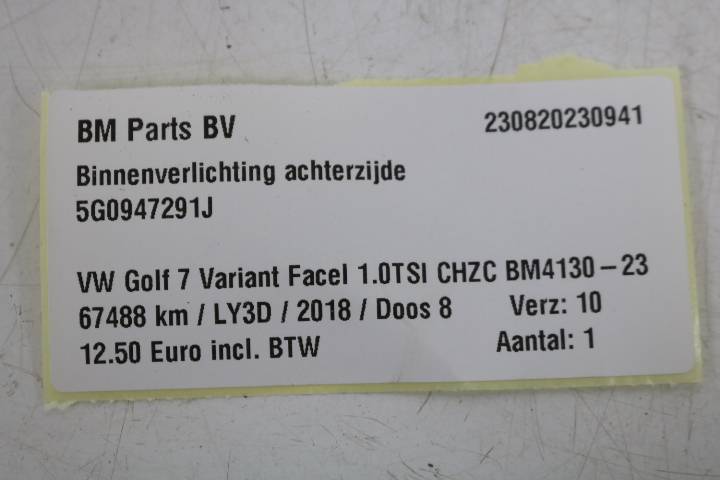 BM Parts BV 230820230941
Binnenverlichting achterzijde
5G0947291J
VW Golf 7 Variant Facel 1.0TSI CHZC BM4130-23
67488 km / LY3D / 2018 / Doos 8 Verz: 10
12.50 Euro incl. BTW Aantal: 1